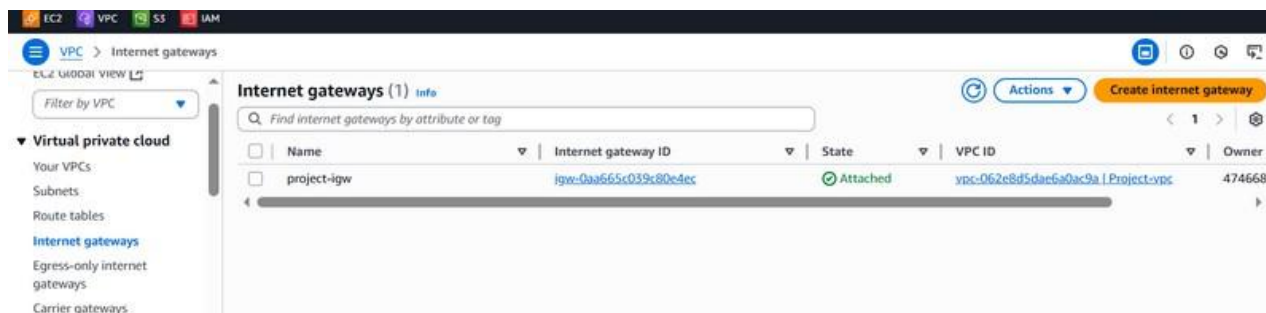 EC2 VPC S3 IAM
VPC > Internet gateways
EC2 Global View
Filter by VPC
Virtual private cloud
Your VPCs
Subnets
Route tables
Internet gateways
Egress-only internet
gateways
Carrier gateways
Internet gateways (1) Info
Actions
Create internet gateway
Find internet gateways by attribute or tag
1
Name Internet gateway ID State VPC ID Owner
project-igw igw-0aa665c039c80e4ec Attached vpc-062e8d5dae6a0ac9a | Project-vpc 474668